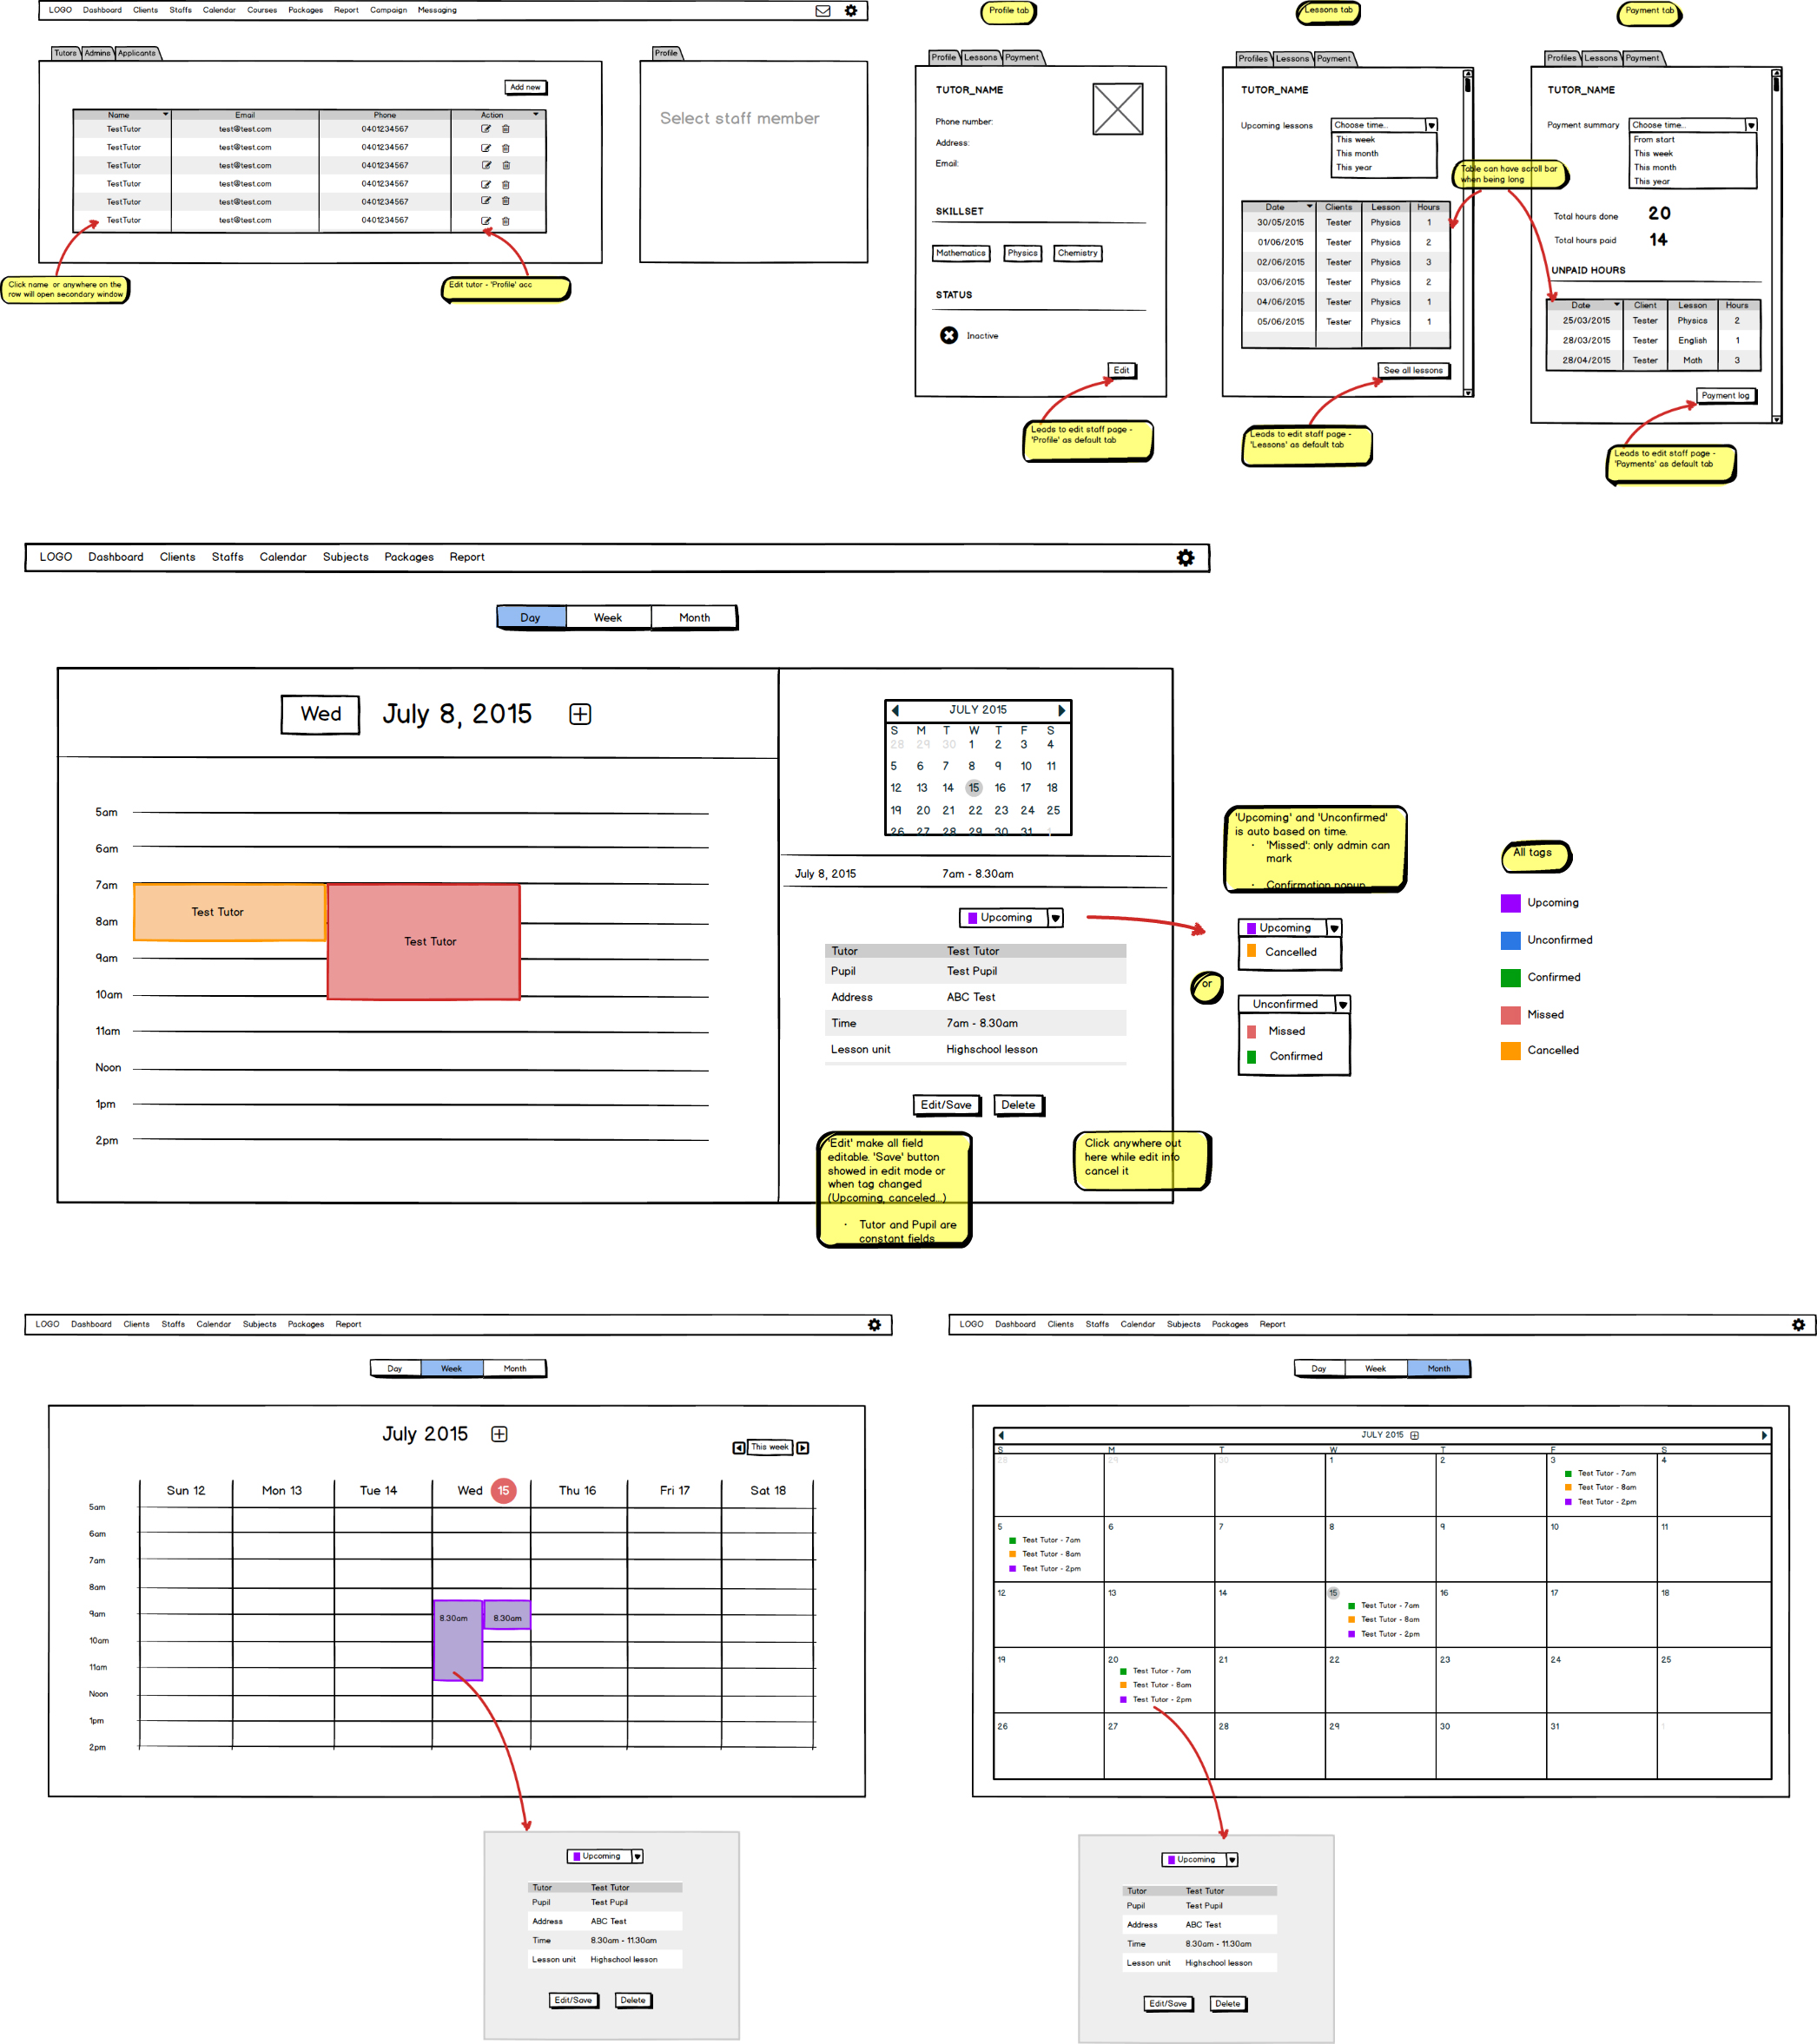 LOGO Dashboard Clients Staffs Calendar Courses Packages Report Campaign Messaging
Tutors Admins Applicants
Add new
Name Email Phone Action
TestTutor test@test.com 0401234567
TestTutor test@test.com 0401234567
TestTutor test@test.com 0401234567
TestTutor test@test.com 0401234567
TestTutor test@test.com 0401234567
TestTutor test@test.com 0401234567
Click name or anywhere on the
row will open secondary window
Edit tutor - 'Profile' acc
Profile
Select staff member
Profile tab
Profile Lessons Payment
TUTOR_NAME
Phone number:
Address:
Email:
SKILLSET
Mathematics Physics Chemistry
STATUS
Inactive
Edit
Leads to edit staff page -
'Profile' as default tab
Lessons tab
Profiles Lessons Payment
TUTOR_NAME
Upcoming lessons Choose time...
This week
This month
This year
Date Clients Lesson Hours
30/05/2015 Tester Physics 1
01/06/2015 Tester Physics 2
02/06/2015 Tester Physics 3
03/06/2015 Tester Physics 2
04/06/2015 Tester Physics 1
05/06/2015 Tester Physics 1
See all lessons
Leads to edit staff page -
'Lessons' as default tab
Table can have scroll bar
when being long
Payment tab
Profiles Lessons Payment
TUTOR_NAME
Payment summary Choose time...
From start
This week
This month
This year
Total hours done 20
Total hours paid 14
UNPAID HOURS
Date Client Lesson Hours
25/03/2015 Tester Physics 2
28/03/2015 Tester English 1
28/04/2015 Tester Math 3
Payment log
Leads to edit staff page -
'Payments' as default tab
LOGO Dashboard Clients Staffs Calendar Subjects Packages Report
Day Week Month
Wed July 8, 2015
5am
6am
7am
8am
9am
10am
11am
Noon
1pm
2pm
Test Tutor
Test Tutor
JULY 2015
S M T W T F S
28 29 30 1 2 3 4
5 6 7 8 9 10 11
12 13 14 15 16 17 18
19 20 21 22 23 24 25
26 27 28 29 30 31 1
July 8, 2015 7am - 8.30am
Upcoming
Tutor Test Tutor
Pupil Test Pupil
Address ABC Test
Time 7am - 8.30am
Lesson unit Highschool lesson
Edit/Save Delete
'Edit' make all field
editable. 'Save' button
showed in edit mode or
when tag changed
(Upcoming, canceled...)
· Tutor and Pupil are
constant fields
Click anywhere out
here while edit info
cancel it
'Upcoming' and 'Unconfirmed'
is auto based on time.
· 'Missed': only admin can
mark
· Confirmation popup
Upcoming
Cancelled
or
Unconfirmed
Missed
Confirmed
All tags
Upcoming
Unconfirmed
Confirmed
Missed
Cancelled
LOGO Dashboard Clients Staffs Calendar Subjects Packages Report
Day Week Month
July 2015
This week
Sun 12 Mon 13 Tue 14 Wed 15 Thu 16 Fri 17 Sat 18
5am
6am
7am
8am
9am
10am
11am
Noon
1pm
2pm
8.30am 8.30am
Upcoming
Tutor Test Tutor
Pupil Test Pupil
Address ABC Test
Time 8.30am - 11.30am
Lesson unit Highschool lesson
Edit/Save Delete
LOGO Dashboard Clients Staffs Calendar Subjects Packages Report
Day Week Month
JULY 2015
S M T W T F S
28 29 30 1 2 3 4
Test Tutor - 7am
Test Tutor - 8am
Test Tutor - 2pm
5 6 7 8 9 10 11
Test Tutor - 7am
Test Tutor - 8am
Test Tutor - 2pm
12 13 14 15 16 17 18
Test Tutor - 7am
Test Tutor - 8am
Test Tutor - 2pm
19 20 21 22 23 24 25
Test Tutor - 7am
Test Tutor - 8am
Test Tutor - 2pm
26 27 28 29 30 31 1
Upcoming
Tutor Test Tutor
Pupil Test Pupil
Address ABC Test
Time 8.30am - 11.30am
Lesson unit Highschool lesson
Edit/Save Delete